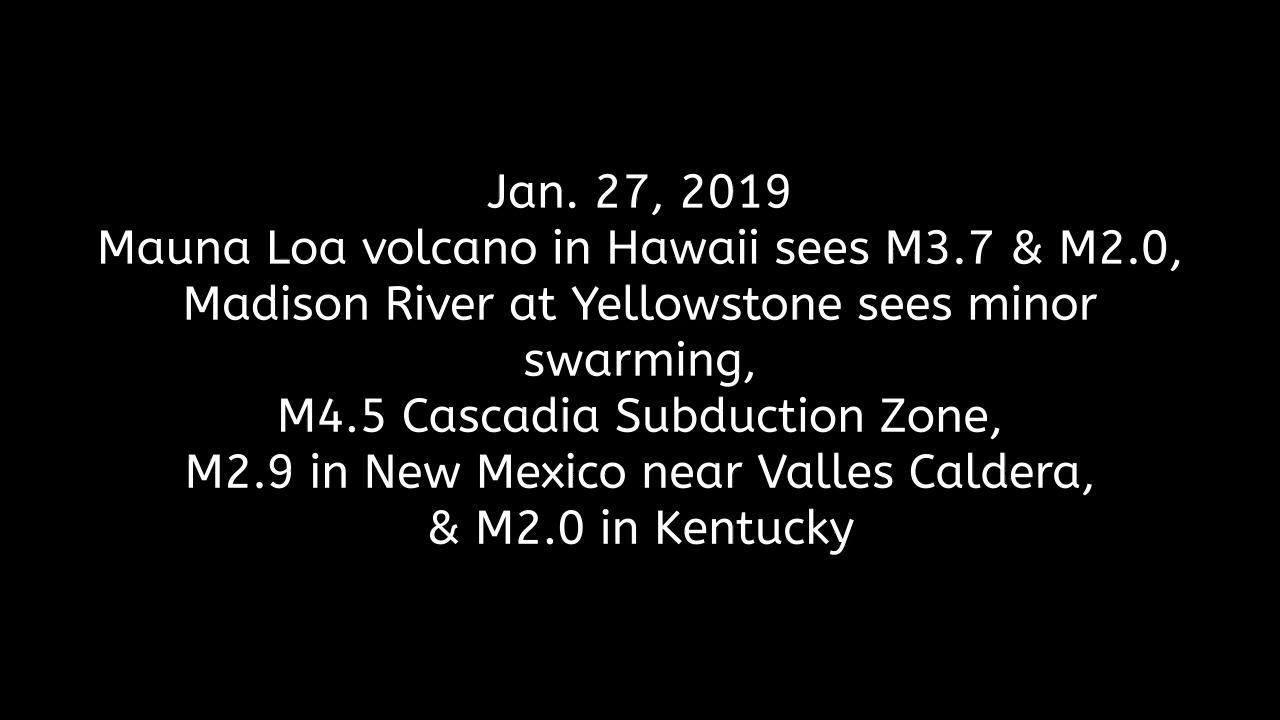 Jan. 27, 2019
Mauna Loa volcano in Hawaii sees M3.7 & M2.0,
Madison River at Yellowstone sees minor
swarming,
M4.5 Cascadia Subduction Zone,
M2.9 in New Mexico near Valles Caldera,
& M2.0 in Kentucky